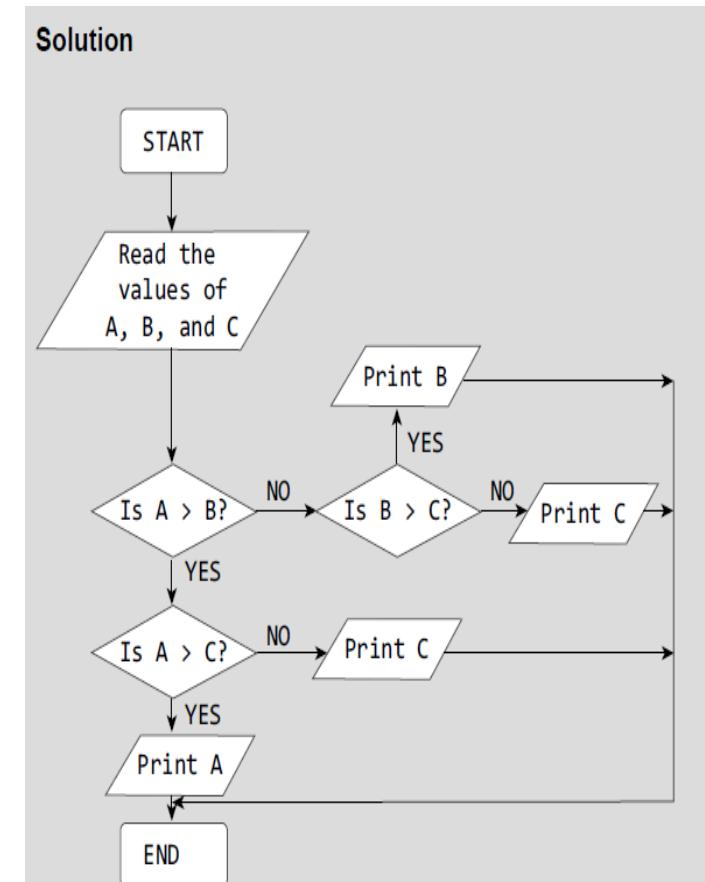 Solution
START
Read the
values of
A, B, and C
Print B
YES
Is A > B?
NO
Is B > C?
NO
Print C
YES
Is A > C?
NO
Print C
YES
Print A
END